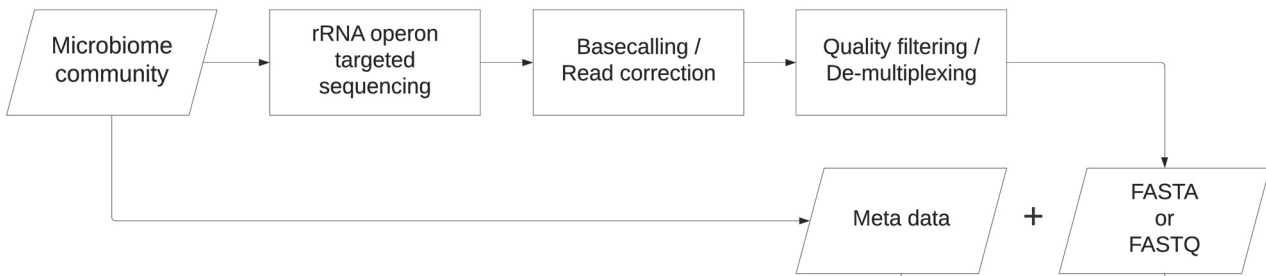 Microbiome
community
rRNA operon
targeted
sequencing
Basecalling /
Read correction
Quality filtering /
De-multiplexing
Meta data
+
FASTA
or
FASTQ